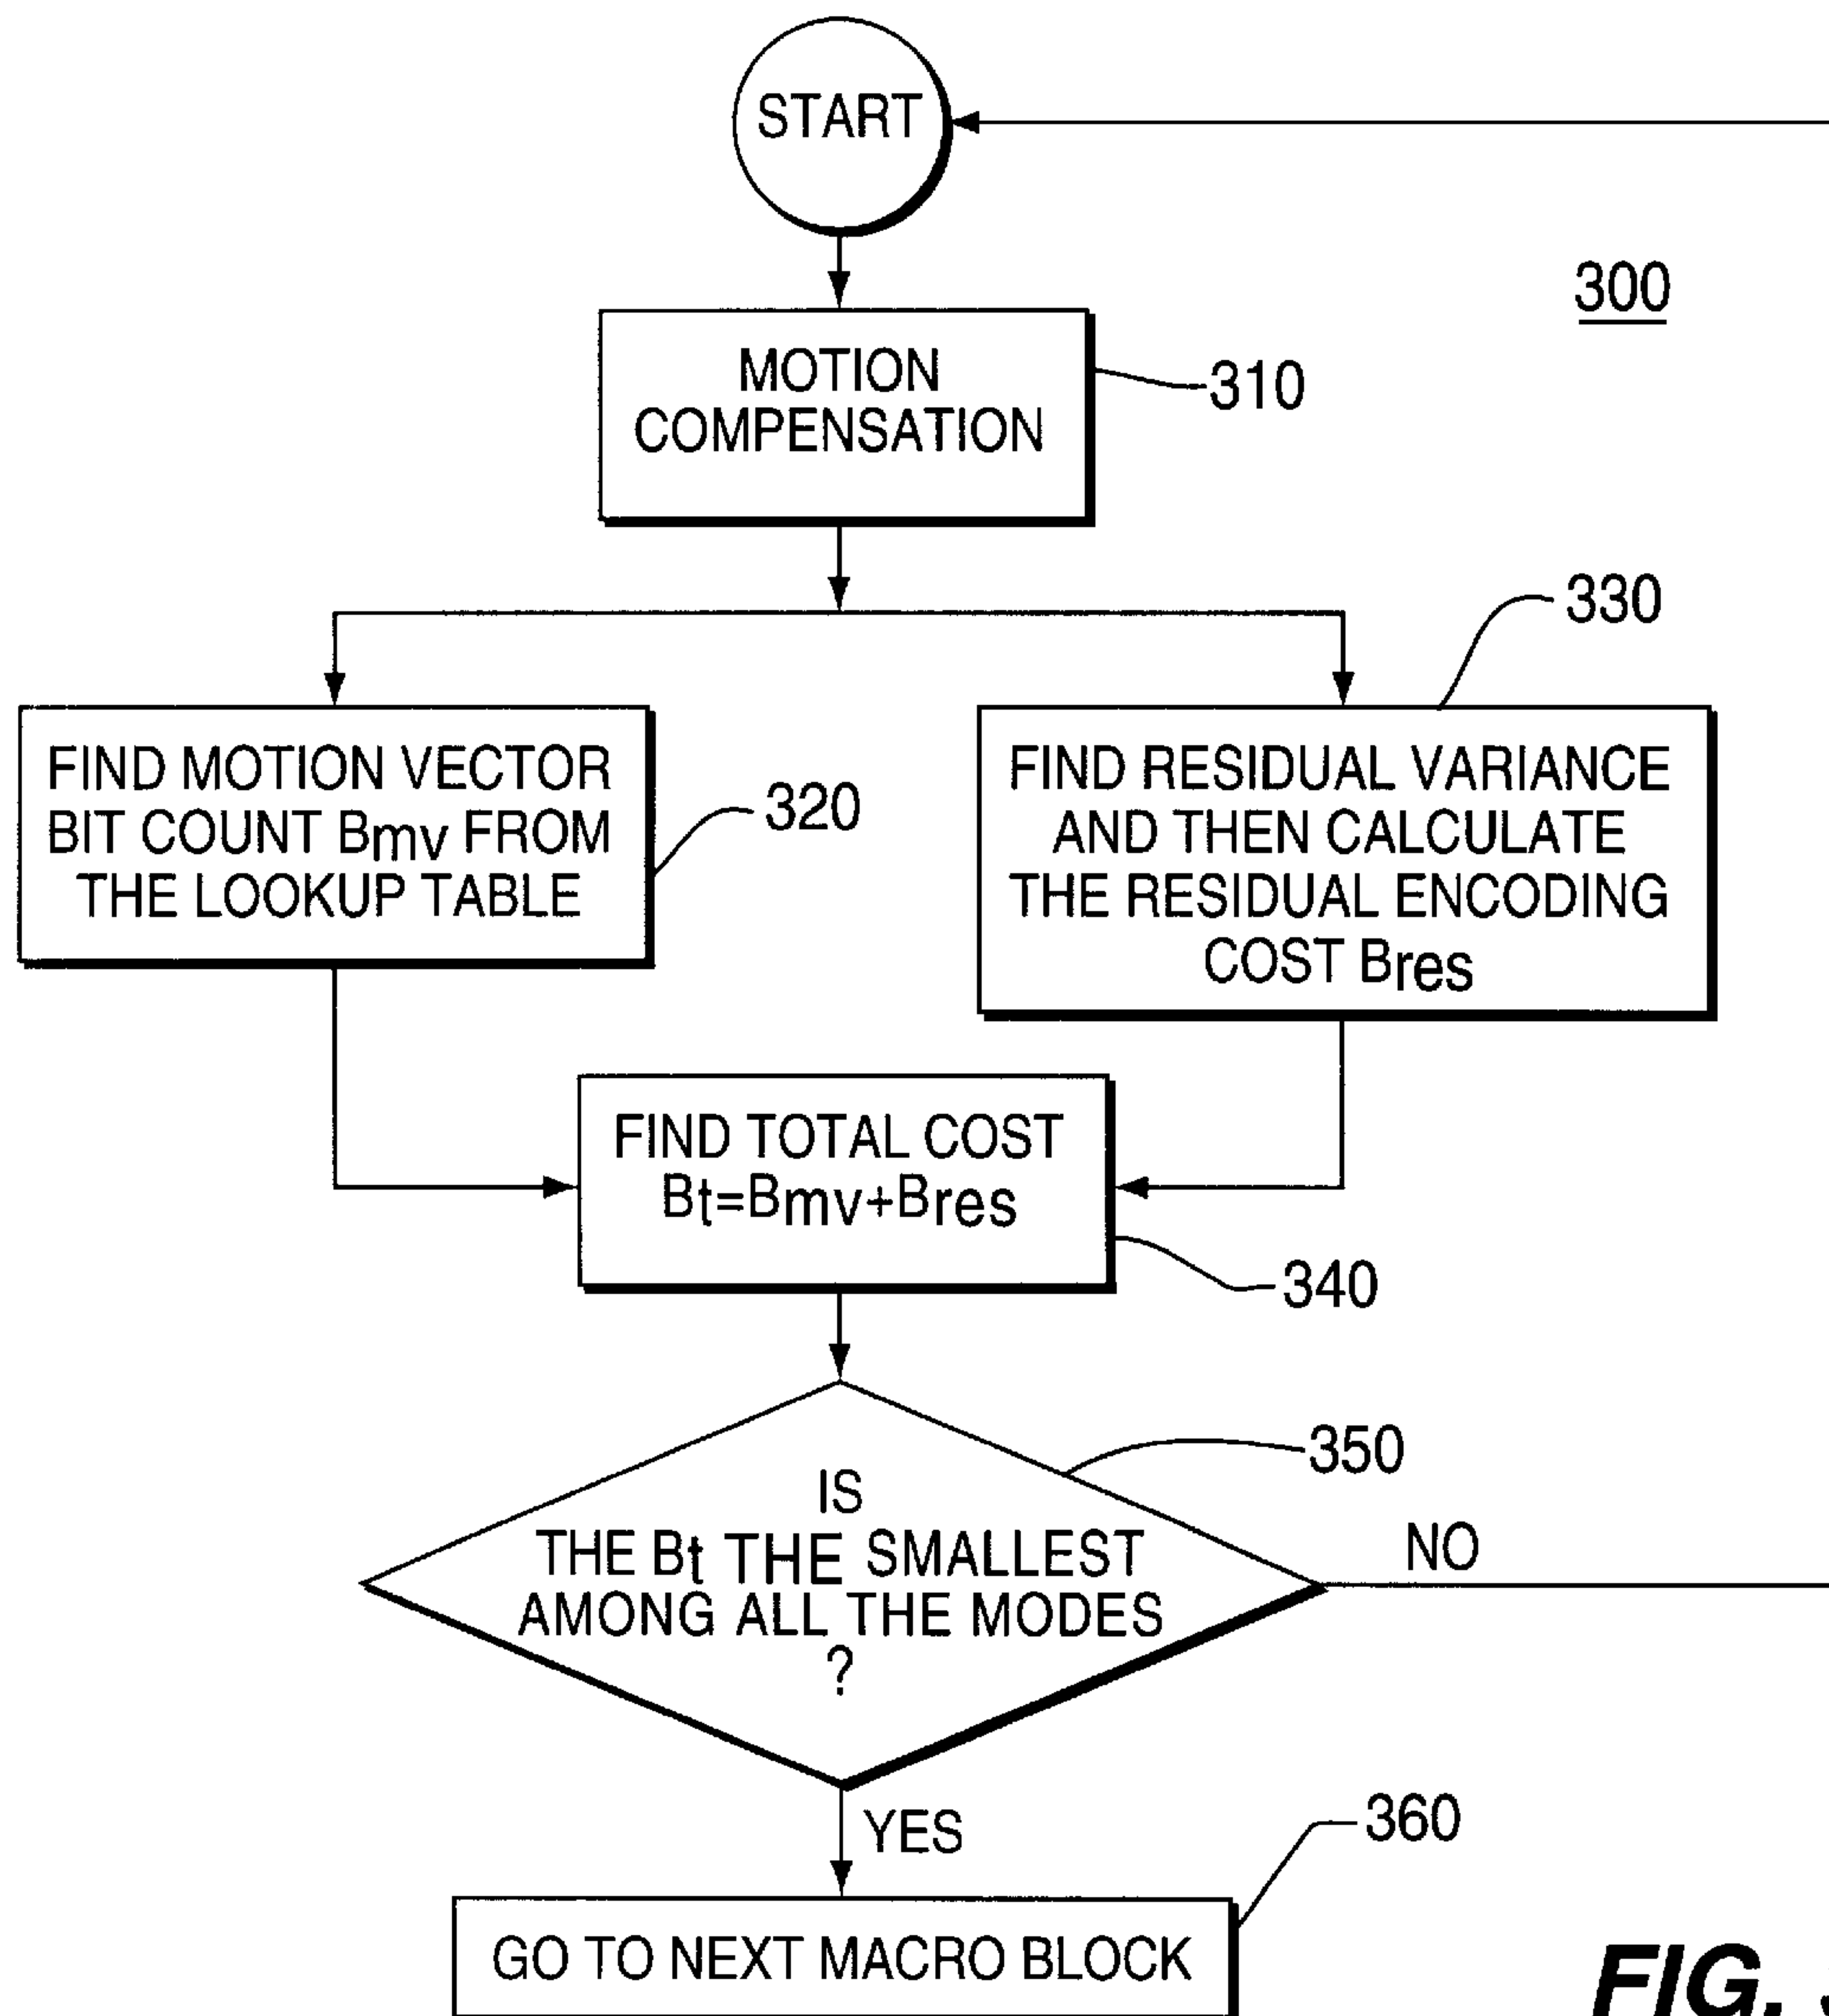 START
300
MOTION
COMPENSATION
310
330
FIND MOTION VECTOR
BIT COUNT Bmv FROM
THE LOOKUP TABLE
320
FIND RESIDUAL VARIANCE
AND THEN CALCULATE
THE RESIDUAL ENCODING
COST Bres
FIND TOTAL COST
Bt=Bmv+Bres
340
350
IS
THE Bt THE SMALLEST
AMONG ALL THE MODES
?
NO
YES
360
GO TO NEXT MACRO BLOCK
FIG.